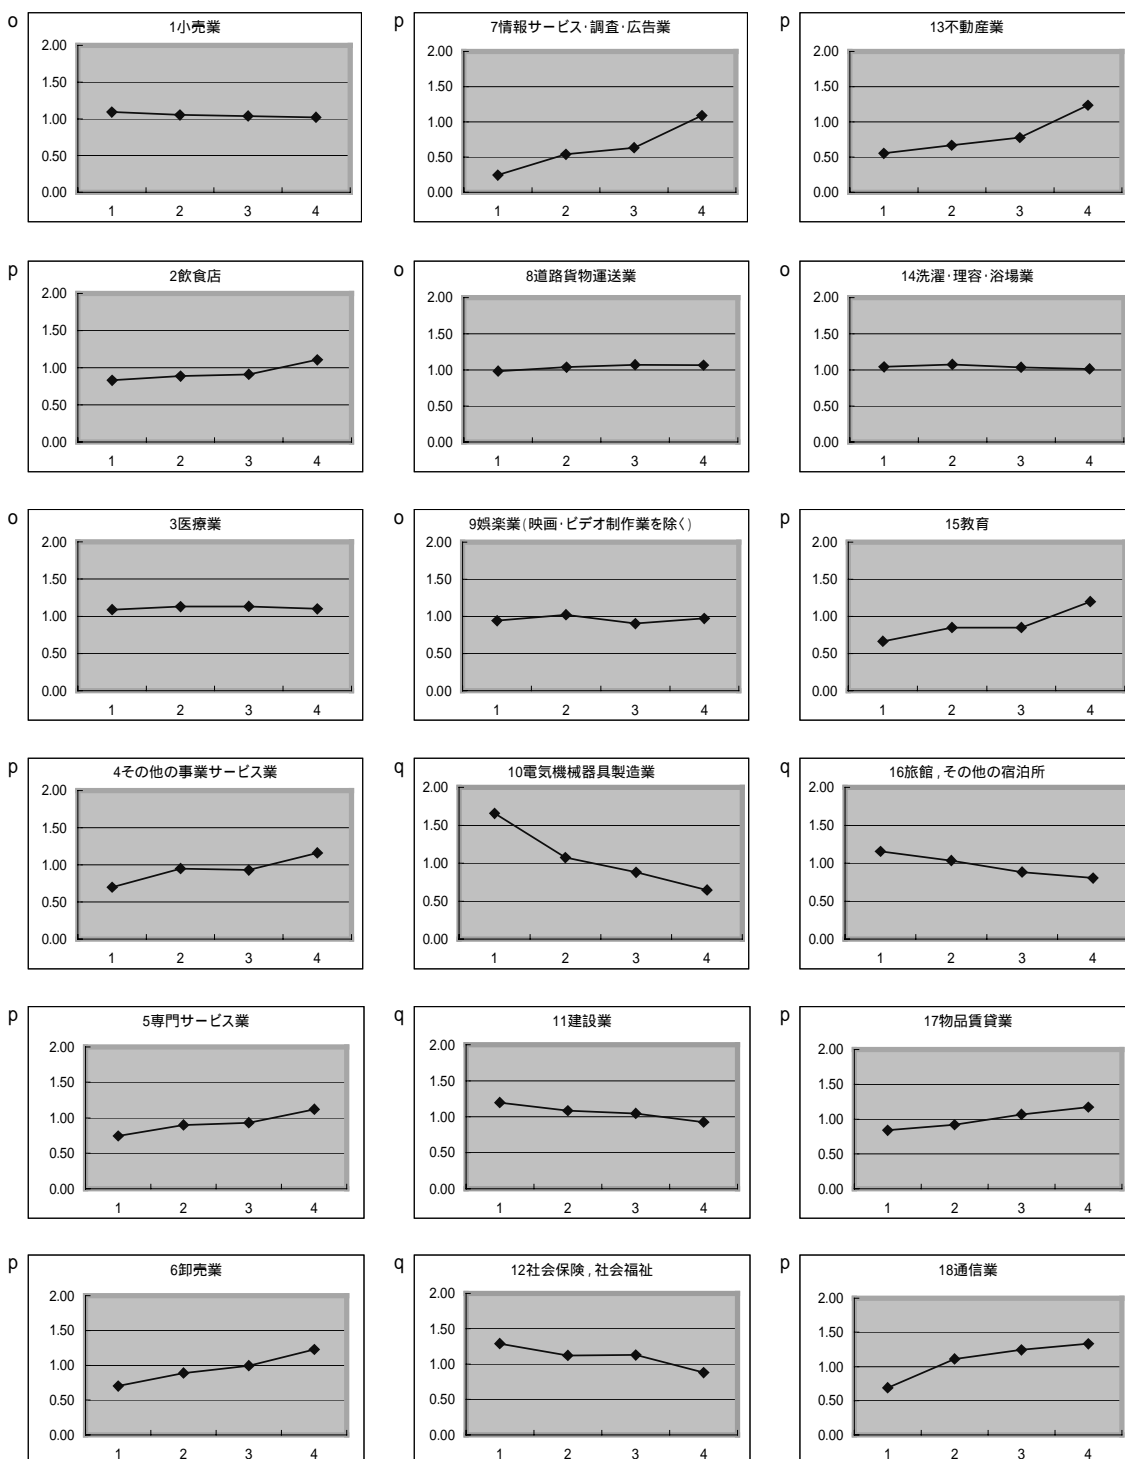 o
1小売業
2.00
1.50
1.00
0.50
0.00
1 2 3 4
p
7情報サービス・調査・広告業
2.00
1.50
1.00
0.50
0.00
1 2 3 4
p
13不動産業
2.00
1.50
1.00
0.50
0.00
1 2 3 4
p
2飲食店
2.00
1.50
1.00
0.50
0.00
1 2 3 4
o
8道路貨物運送業
2.00
1.50
1.00
0.50
0.00
1 2 3 4
o
14洗濯・理容・浴場業
2.00
1.50
1.00
0.50
0.00
1 2 3 4
o
3医療業
2.00
1.50
1.00
0.50
0.00
1 2 3 4
o
9娯楽業(映画・ビデオ制作業を除く)
2.00
1.50
1.00
0.50
0.00
1 2 3 4
p
15教育
2.00
1.50
1.00
0.50
0.00
1 2 3 4
p
4その他の事業サービス業
2.00
1.50
1.00
0.50
0.00
1 2 3 4
q
10電気機械器具製造業
2.00
1.50
1.00
0.50
0.00
1 2 3 4
q
16旅館,その他の宿泊所
2.00
1.50
1.00
0.50
0.00
1 2 3 4
p
5専門サービス業
2.00
1.50
1.00
0.50
0.00
1 2 3 4
q
11建設業
2.00
1.50
1.00
0.50
0.00
1 2 3 4
p
17物品賃貸業
2.00
1.50
1.00
0.50
0.00
1 2 3 4
p
6卸売業
2.00
1.50
1.00
0.50
0.00
1 2 3 4
q
12社会保険,社会福祉
2.00
1.50
1.00
0.50
0.00
1 2 3 4
p
18通信業
2.00
1.50
1.00
0.50
0.00
1 2 3 4